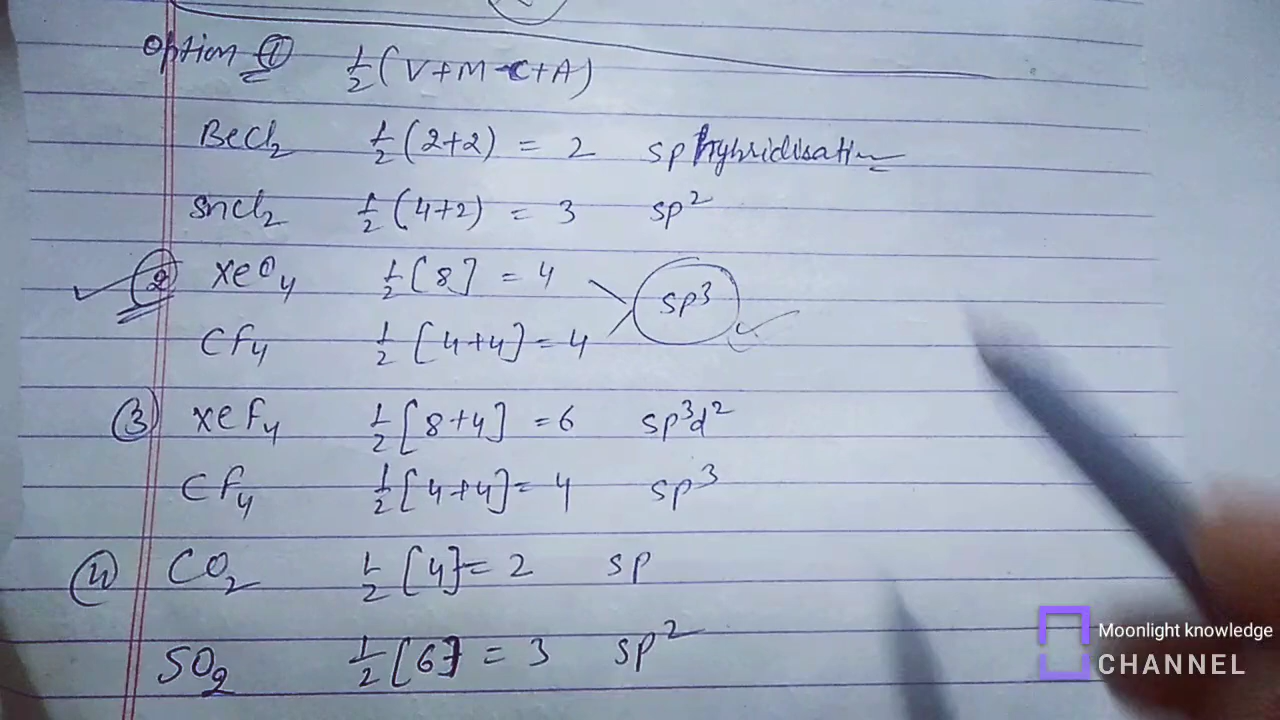 option ① ½(V+M-C+A)
BeCl₂ ½(2+2) = 2 sp hybridisation
SnCl₂ ½(4+2) = 3 sp²
② XeO₄ ½[8] = 4
sp³
CF₄ ½[4+4] = 4
③ XeF₄ ½[8+4] = 6 sp³d²
CF₄ ½[4+4] = 4 sp³
④ CO₂ ½[4] = 2 sp
SO₂ ½[6] = 3 sp²
Moonlight knowledge
CHANNEL